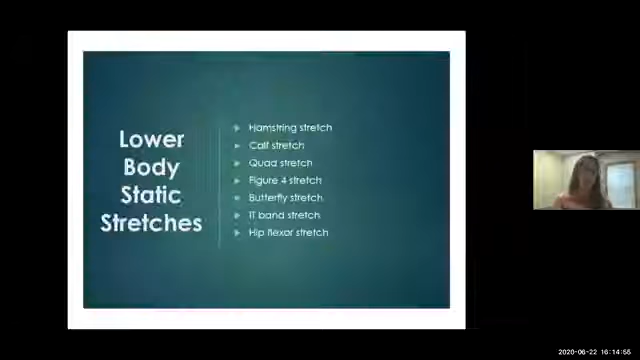 Lower
Body
Static
Stretches
Hamstring stretch
Calf stretch
Quad stretch
Figure 4 stretch
Butterfly stretch
IT band stretch
Hip flexor stretch
2020-06-22 16:14:55